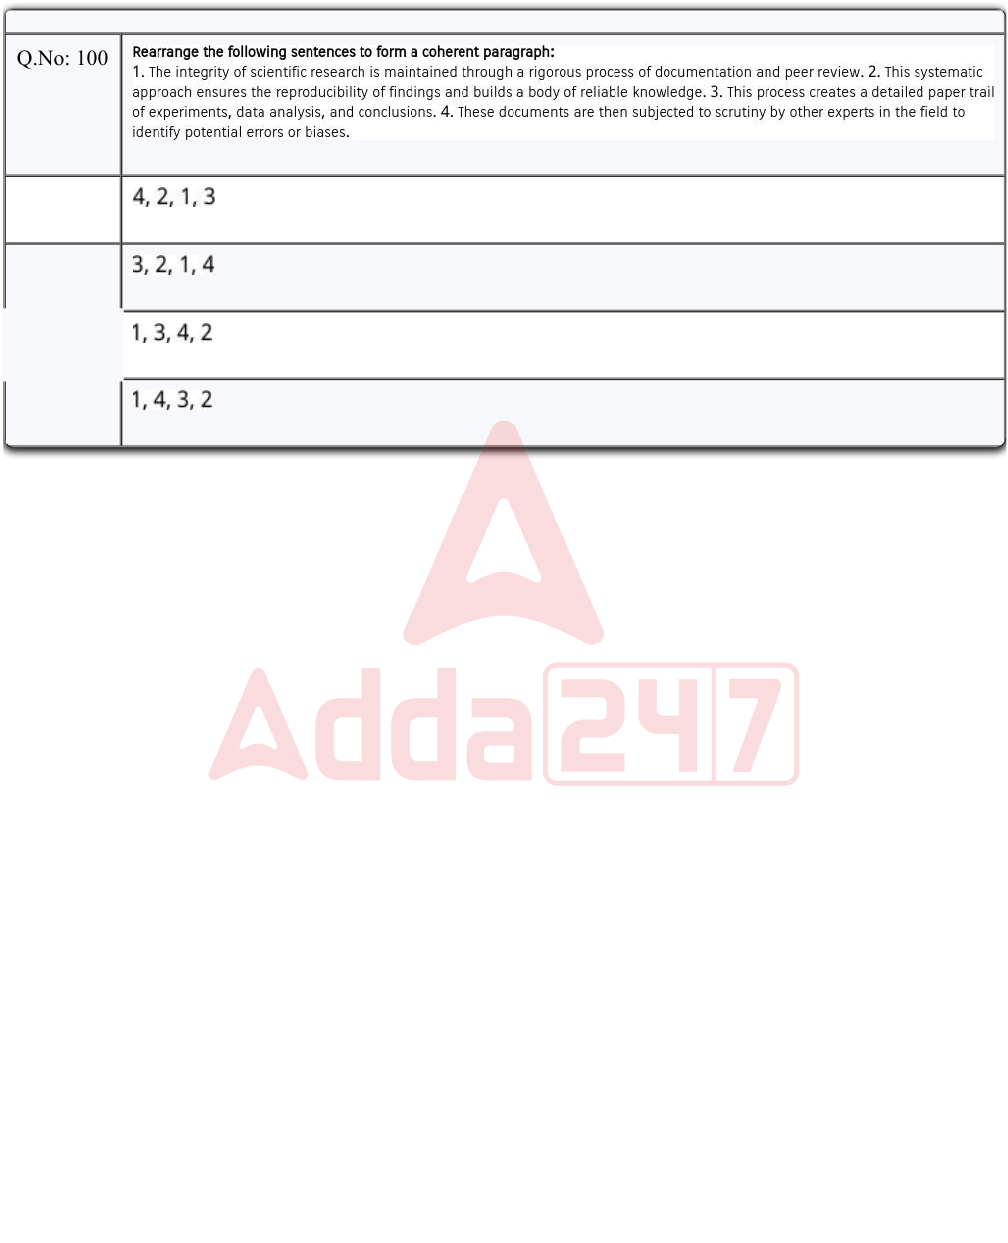 Q.No: 100
Rearrange the following sentences to form a coherent paragraph:
1. The integrity of scientific research is maintained through a rigorous process of documentation and peer review. 2. This systematic
approach ensures the reproducibility of findings and builds a body of reliable knowledge. 3. This process creates a detailed paper trail
of experiments, data analysis, and conclusions. 4. These documents are then subjected to scrutiny by other experts in the field to
identify potential errors or biases.
4, 2, 1, 3
3, 2, 1, 4
1, 3, 4, 2
1, 4, 3, 2
Adda247